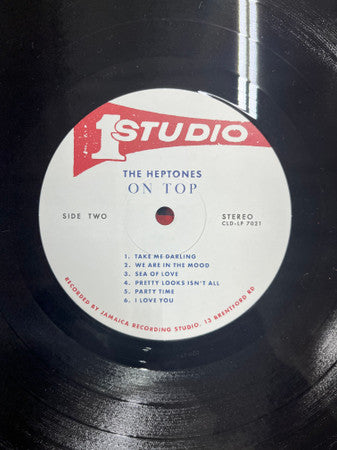 1 STUDIO
THE HEPTONES
ON TOP
SIDE TWO
STEREO
CLD-LP 7021
1. TAKE ME DARLING
2. WE ARE IN THE MOOD
3. SEA OF LOVE
4. PRETTY LOOKS ISN'T ALL
5. PARTY TIME
6. I LOVE YOU
RECORDED BY JAMAICA RECORDING STUDIO. 13 BRENTFORD RD